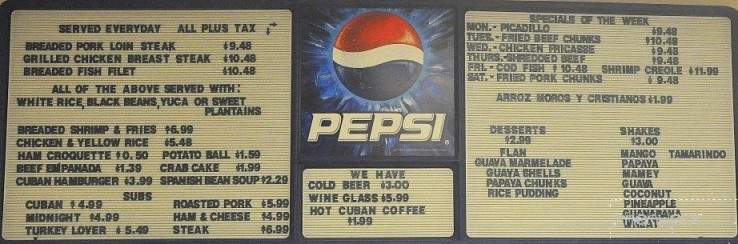 SERVED EVERYDAY ALL PLUS TAX
BREADED PORK LOIN STEAK $9.48
GRILLED CHICKEN BREAST STEAK $10.48
BREADED FISH FILET $10.48
ALL OF THE ABOVE SERVED WITH:
WHITE RICE, BLACK BEANS, YUCA OR SWEET
PLANTAINS
BREADED SHRIMP & FRIES $6.99
CHICKEN & YELLOW RICE $5.48
HAM CROQUETTE $0.50 POTATO BALL $1.59
BEEF EMPANADA $1.39 CRAB CAKE $1.99
CUBAN HAMBURGER $3.99 SPANISH BEAN SOUP $2.29
SUBS
CUBAN $4.99 ROASTED PORK $5.99
MIDNIGHT $4.99 HAM & CHEESE $4.99
TURKEY LOVER $5.49 STEAK $6.99
PEPSI
WE HAVE
COLD BEER $3.00
WINE GLASS $5.99
HOT CUBAN COFFEE
$1.99
SPECIALS OF THE WEEK
MON.- PICADILLO $9.48
TUES.- FRIED BEEF CHUNKS $10.48
WED.- CHICKEN FRICASSE $9.48
THURS.-SHREDDED BEEF $9.48
FRI.- COD FISH $10.48 SHRIMP CREOLE $11.99
SAT.- FRIED PORK CHUNKS $9.48
ARROZ MOROS Y CRISTIANOS $1.99
DESSERTS
$2.99
FLAN
GUAVA MARMELADE
GUAVA SHELLS
PAPAYA CHUNKS
RICE PUDDING
SHAKES
$3.00
MANGO TAMARINDO
PAPAYA
MAMEY
GUAVA
COCONUT
PINEAPPLE
GUANABANA
WHEAT